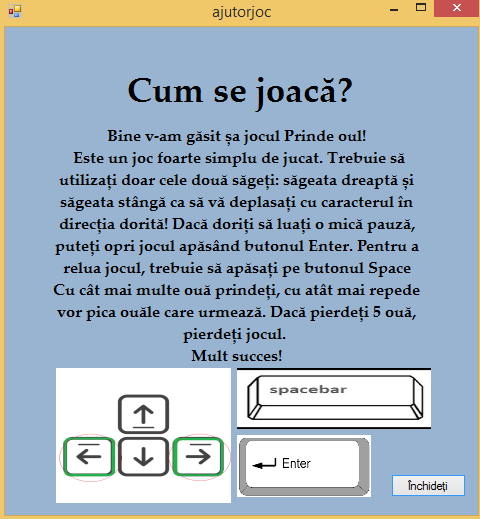 ajutorjoc
Cum se joacă?
Bine v-am găsit șa jocul Prinde oul!
Este un joc foarte simplu de jucat. Trebuie să
utilizați doar cele două săgeți: săgeata dreaptă și
săgeata stângă ca să vă deplasați cu caracterul în
direcția dorită! Dacă doriți să luați o mică pauză,
puteți opri jocul apăsând butonul Enter. Pentru a
relua jocul, trebuie să apăsați pe butonul Space
Cu cât mai multe ouă prindeți, cu atât mai repede
vor pica ouăle care urmează. Dacă pierdeți 5 ouă,
pierdeți jocul.
Mult succes!
spacebar
Enter
Închideți